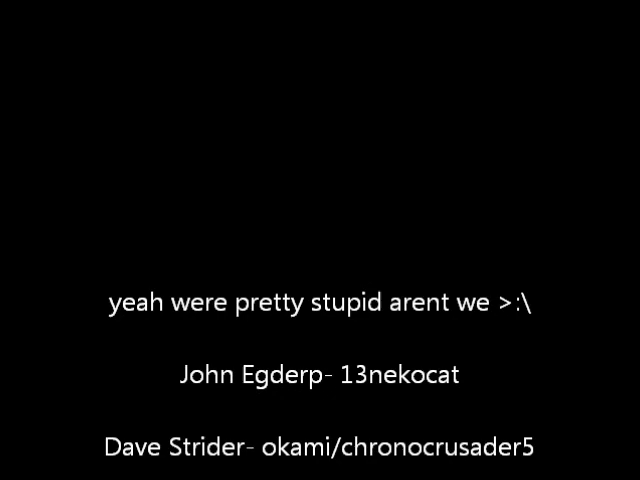 yeah were pretty stupid arent we >:\
John Egderp- 13nekocat
Dave Strider- okami/chronocrusader5